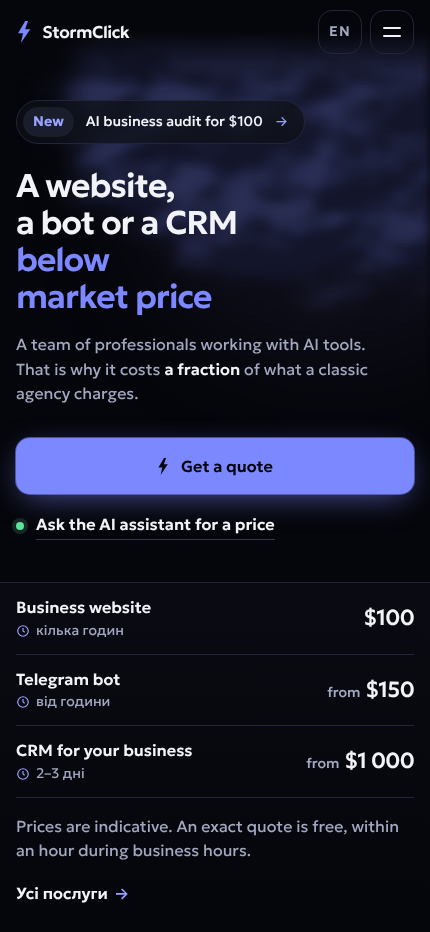 StormClick
EN
New AI business audit for $100 →
A website,
a bot or a CRM
below
market price
A team of professionals working with AI tools.
That is why it costs a fraction of what a classic
agency charges.
Get a quote
Ask the AI assistant for a price
Business website
кілька годин
$100
Telegram bot
від години
from $150
CRM for your business
2–3 дні
from $1 000
Prices are indicative. An exact quote is free, within
an hour during business hours.
Усі послуги →